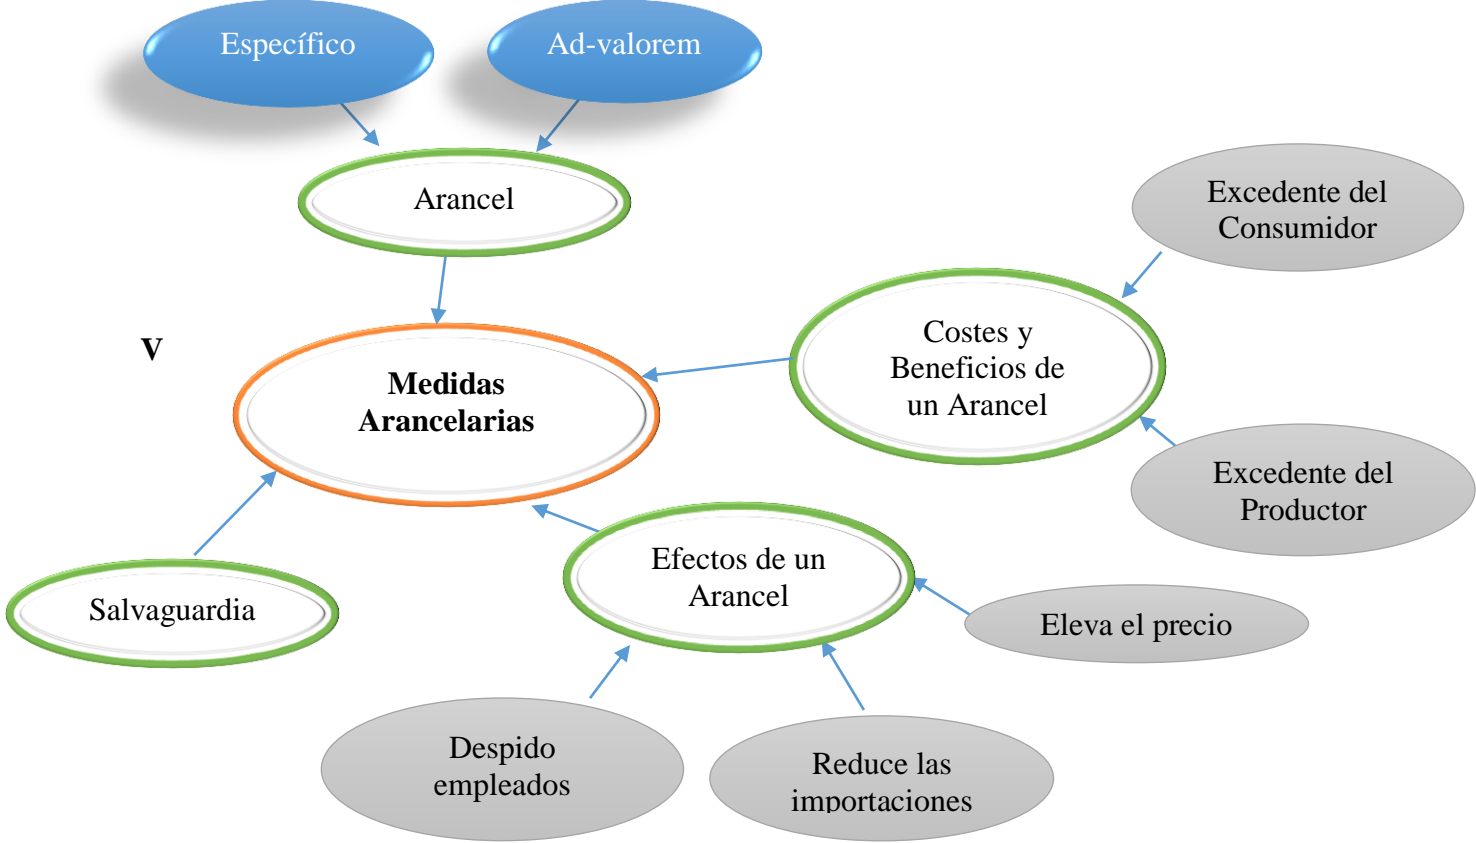 Específico
Ad-valorem
Arancel
Excedente del
Consumidor
V
Medidas
Arancelarias
Costes y
Beneficios de
un Arancel
Excedente del
Productor
Salvaguardia
Efectos de un
Arancel
Eleva el precio
Despido
empleados
Reduce las
importaciones